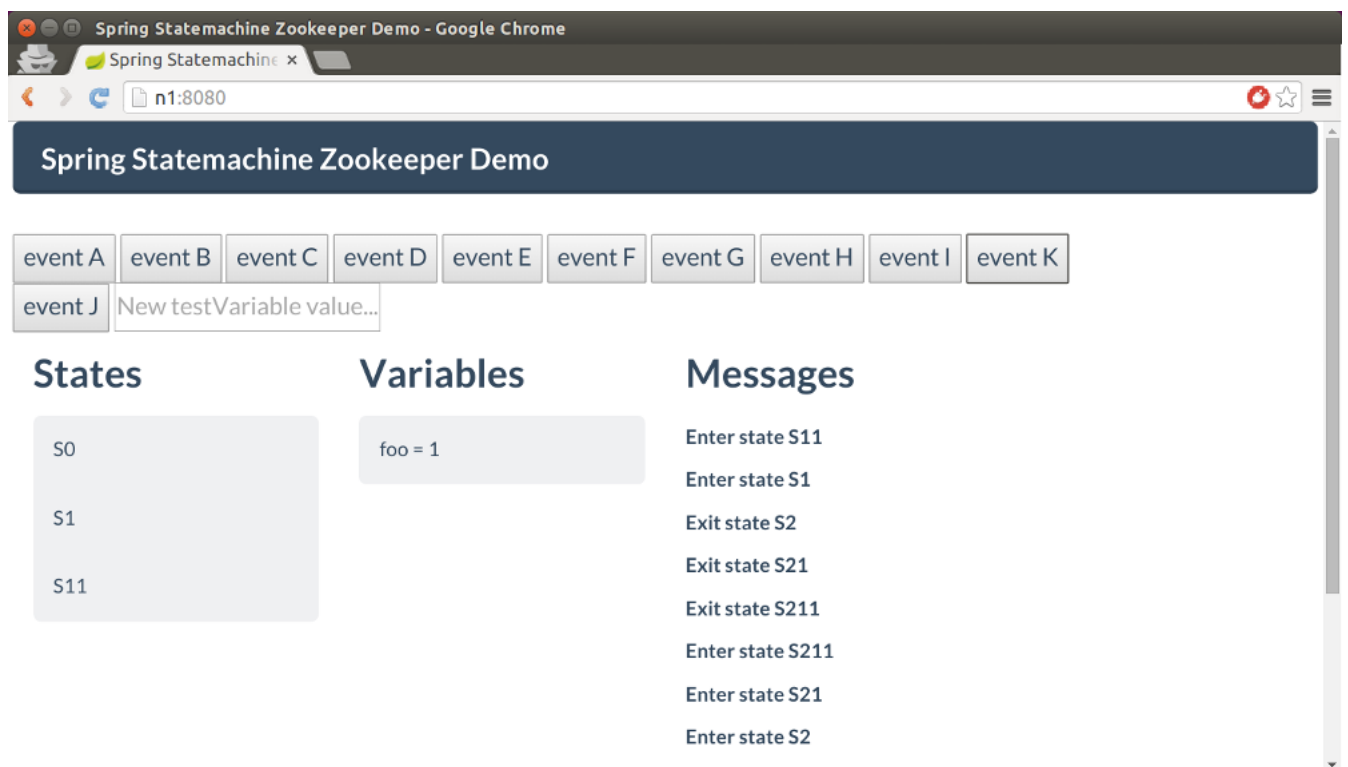 Spring Statemachine Zookeeper Demo - Google Chrome
Spring Statemachine
n1:8080
Spring Statemachine Zookeeper Demo
event A event B event C event D event E event F event G event H event I event K
event J New testVariable value...
States Variables Messages
S0 foo = 1 Enter state S11
Enter state S1
S1 Exit state S2
Exit state S21
S11 Exit state S211
Enter state S211
Enter state S21
Enter state S2